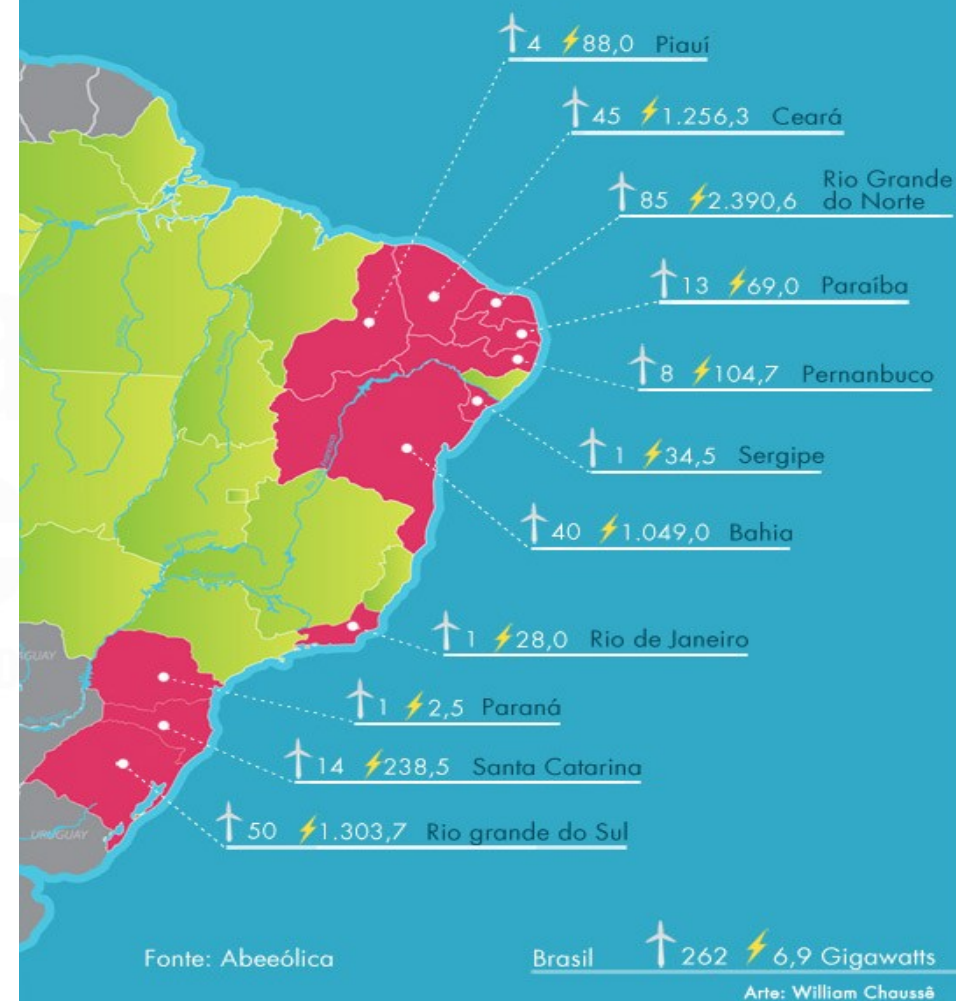 4 88,0 Piauí
45 1.256,3 Ceará
85 2.390,6 Rio Grande
do Norte
13 69,0 Paraíba
8 104,7 Pernanbuco
1 34,5 Sergipe
40 1.049,0 Bahia
1 28,0 Rio de Janeiro
1 2,5 Paraná
14 238,5 Santa Catarina
50 1.303,7 Rio grande do Sul
URUGUAY
Fonte: Abeeólica
Brasil 262 6,9 Gigawatts
Arte: William Chaussê